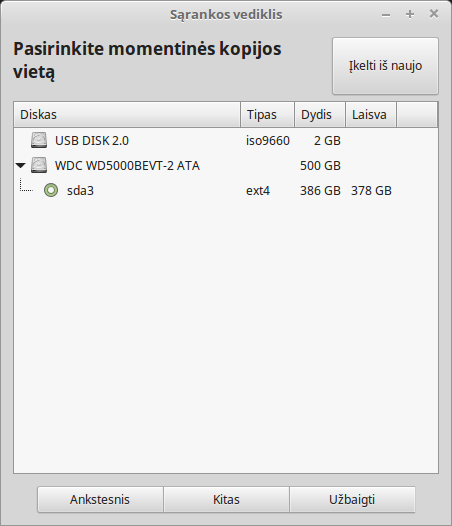 Sąrankos vediklis
Pasirinkite momentinės kopijos
vietą
Įkelti iš naujo
Diskas Tipas Dydis Laisva
USB DISK 2.0 iso9660 2 GB
WDC WD5000BEVT-2 ATA 500 GB
sda3 ext4 386 GB 378 GB
Ankstesnis Kitas Užbaigti